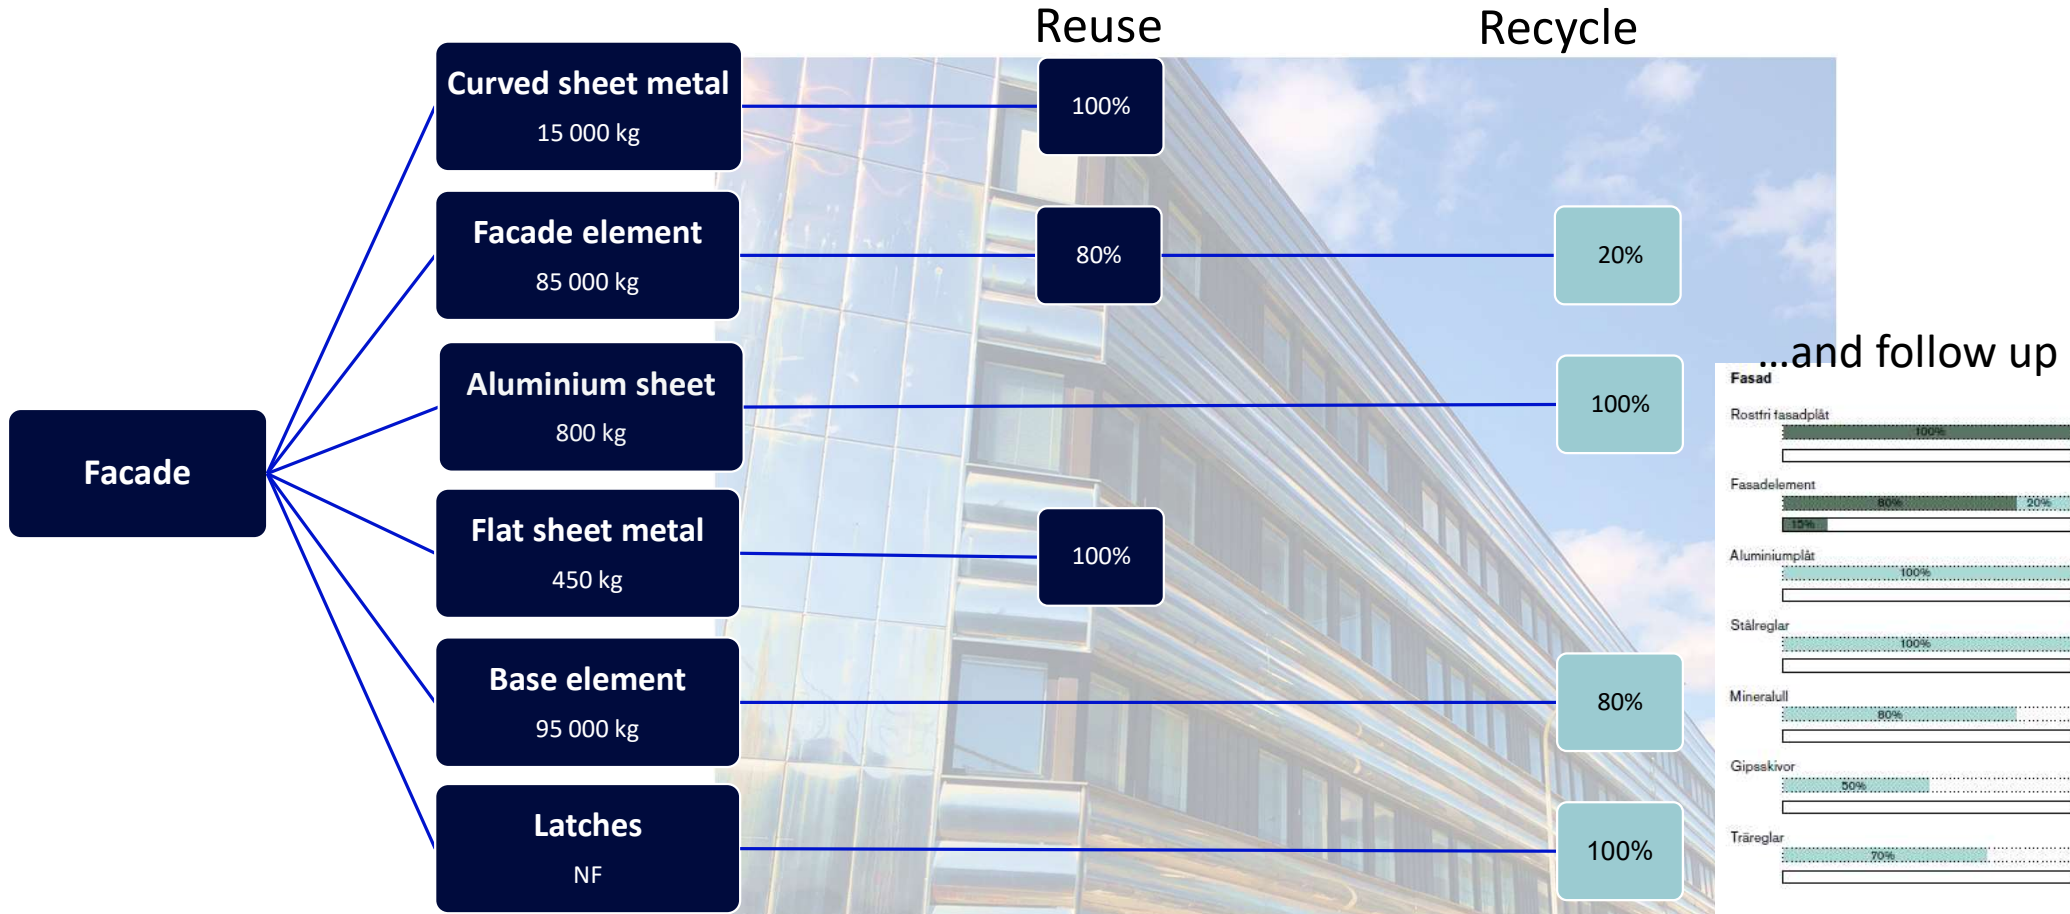 Reuse
Recycle
Curved sheet metal
15 000 kg
100%
Facade element
85 000 kg
80%
20%
Aluminium sheet
800 kg
100%
Facade
Flat sheet metal
450 kg
100%
Base element
95 000 kg
80%
Latches
NF
100%
...and follow up
Fasad
Rostfri fasadplåt
100%
Fasadelement
80%
20%
15%
Aluminiumplåt
100%
Stålreglar
100%
Mineralull
80%
Gipsskivor
50%
Träreglar
70%